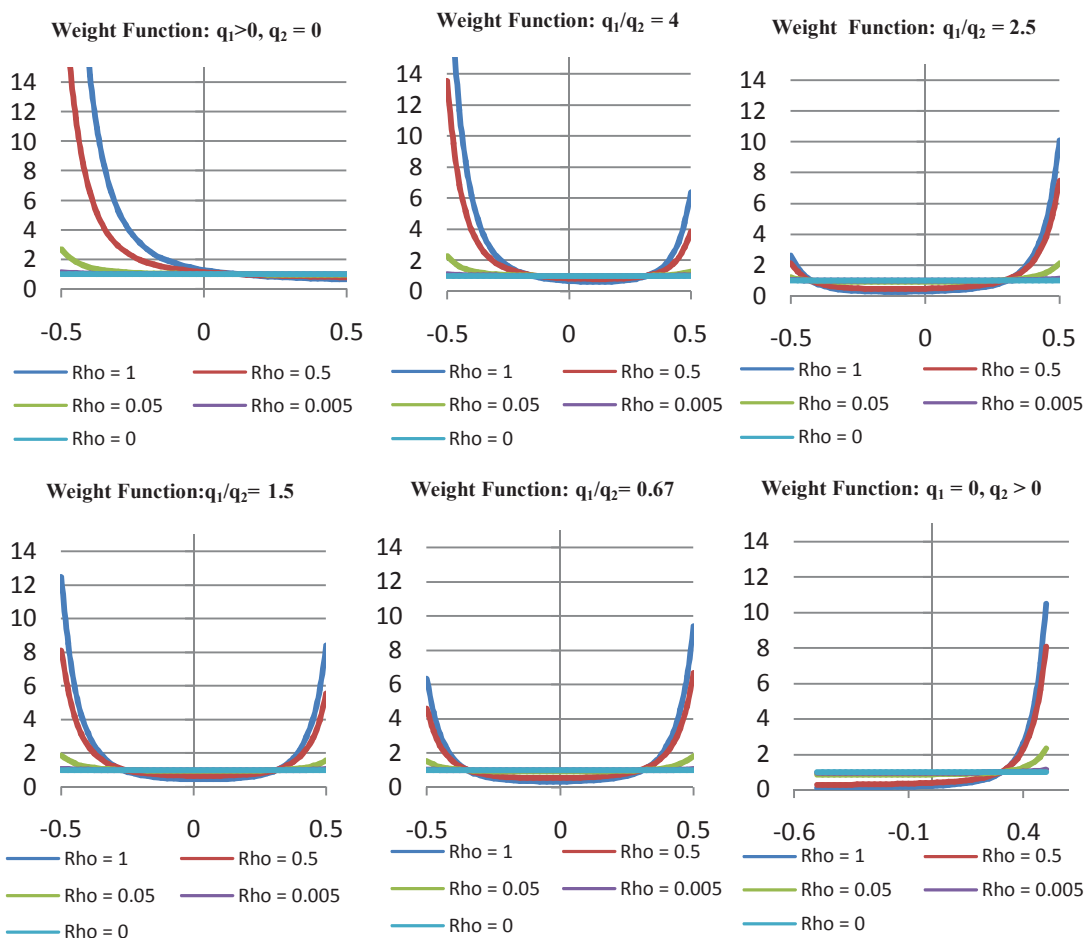 Weight Function: q1>0, q2 = 0
14
12
10
8
6
4
2
0
-0.5 0 0.5
Rho = 1 Rho = 0.5
Rho = 0.05 Rho = 0.005
Rho = 0
Weight Function: q1/q2 = 4
14
12
10
8
6
4
2
0
-0.5 0 0.5
Rho = 1 Rho = 0.5
Rho = 0.05 Rho = 0.005
Rho = 0
Weight Function: q1/q2 = 2.5
14
12
10
8
6
4
2
0
-0.5 0 0.5
Rho = 1 Rho = 0.5
Rho = 0.05 Rho = 0.005
Rho = 0
Weight Function:q1/q2= 1.5
14
12
10
8
6
4
2
0
-0.5 0 0.5
Rho = 1 Rho = 0.5
Rho = 0.05 Rho = 0.005
Rho = 0
Weight Function: q1/q2= 0.67
14
12
10
8
6
4
2
0
-0.5 0 0.5
Rho = 1 Rho = 0.5
Rho = 0.05 Rho = 0.005
Rho = 0
Weight Function: q1 = 0, q2 > 0
14
12
10
8
6
4
2
0
-0.6 -0.1 0.4
Rho = 1 Rho = 0.5
Rho = 0.05 Rho = 0.005
Rho = 0